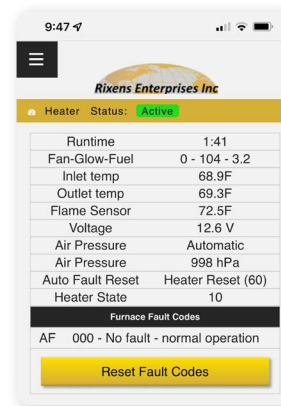 9:47
Rixens Enterprises Inc
Heater Status: Active
Runtime 1:41
Fan-Glow-Fuel 0 - 104 - 3.2
Inlet temp 68.9F
Outlet temp 69.3F
Flame Sensor 72.5F
Voltage 12.6 V
Air Pressure Automatic
Air Pressure 998 hPa
Auto Fault Reset Heater Reset (60)
Heater State 10
Furnace Fault Codes
AF 000 - No fault - normal operation
Reset Fault Codes